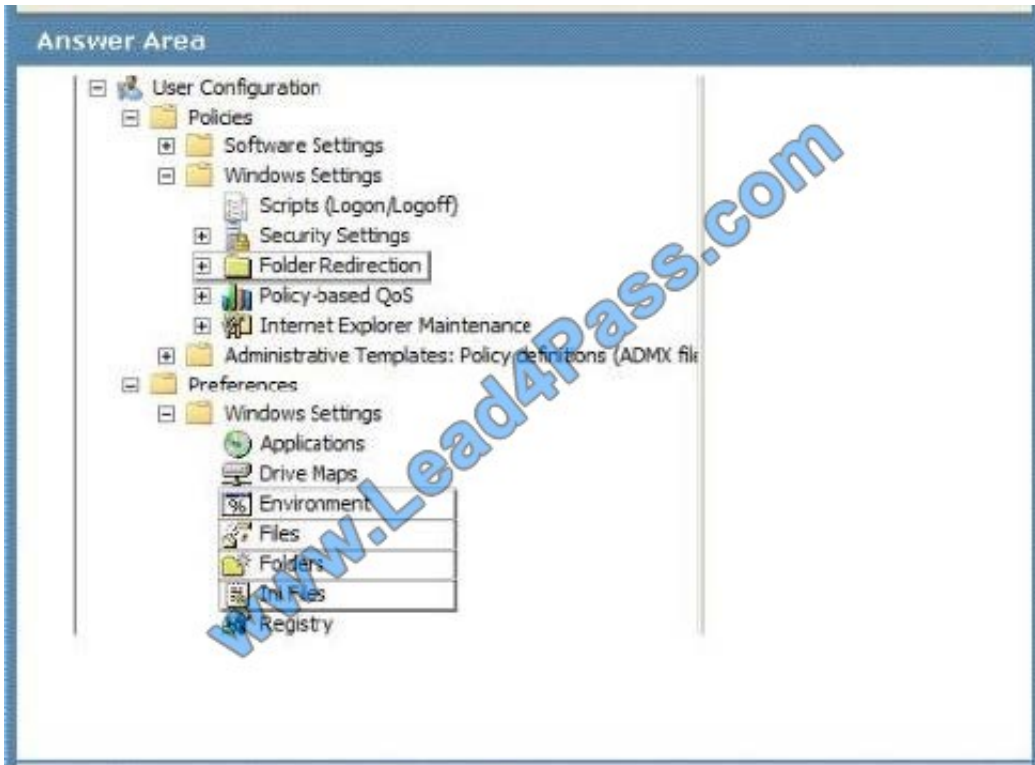 Answer Area
User Configuration
Policies
Software Settings
Windows Settings
Scripts (Logon/Logoff)
Security Settings
Folder Redirection
Policy-based QoS
Internet Explorer Maintenance
Administrative Templates: Policy definitions (ADMX file
Preferences
Windows Settings
Applications
Drive Maps
Environment
Files
Folders
Ini Files
Registry
www.Lead4Pass.com